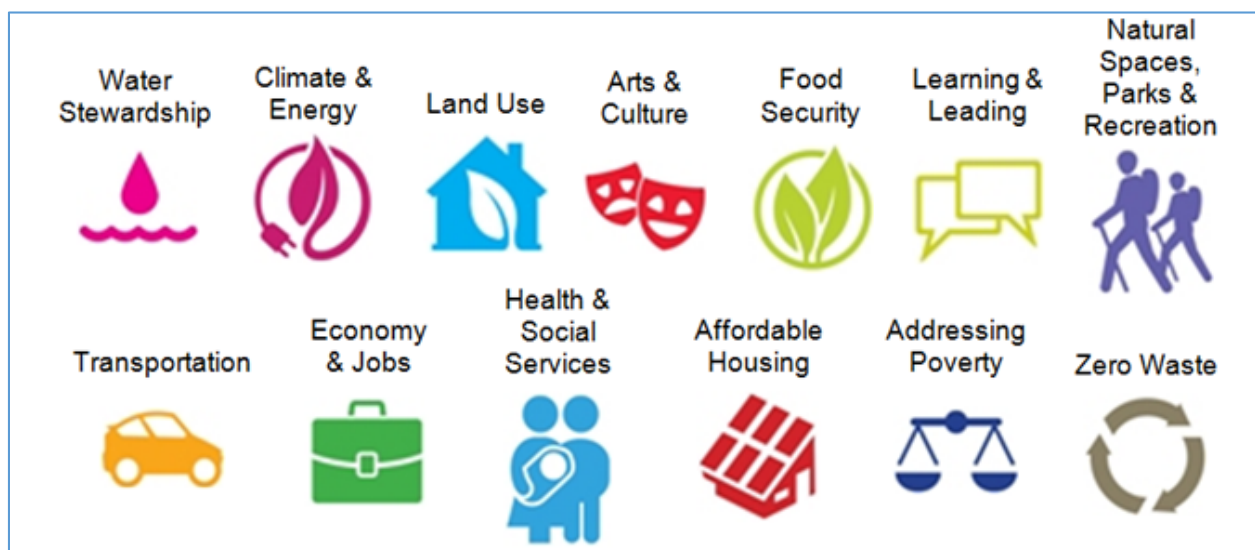 Water
Stewardship
Climate &
Energy
Land Use
Arts &
Culture
Food
Security
Learning &
Leading
Natural
Spaces,
Parks &
Recreation
Transportation
Economy
& Jobs
Health &
Social
Services
Affordable
Housing
Addressing
Poverty
Zero Waste